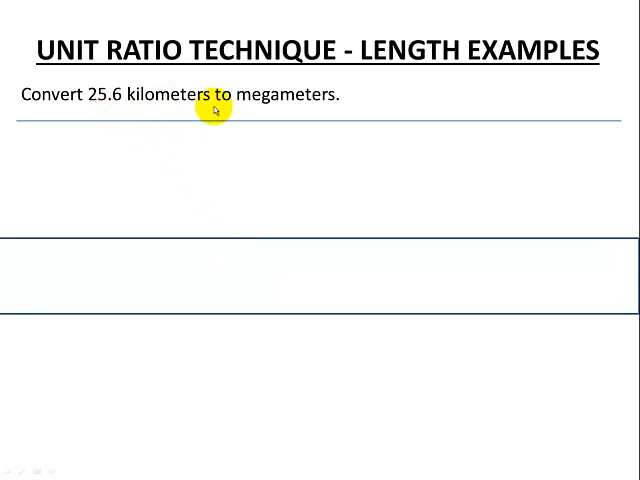 UNIT RATIO TECHNIQUE - LENGTH EXAMPLES
Convert 25.6 kilometers to megameters.